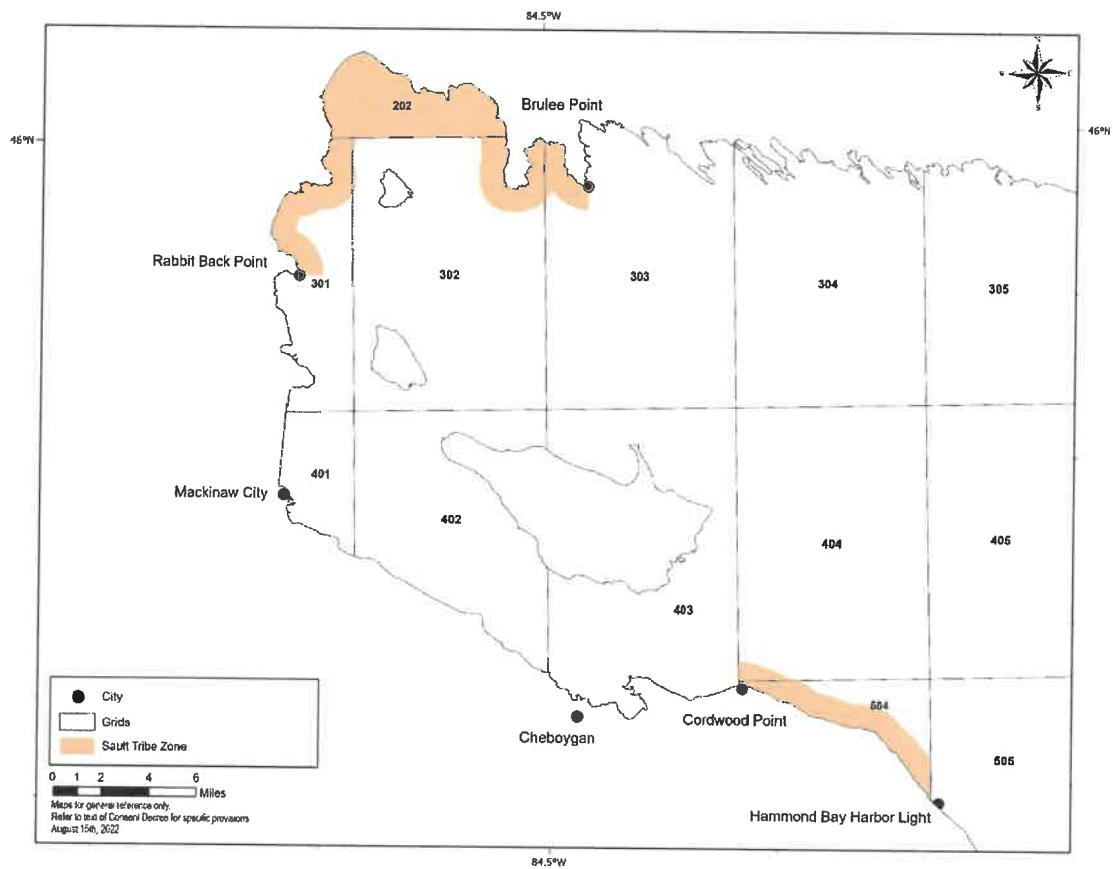 84.5°W
N
E
S
202
Brulee Point
46°N
46°N
Rabbit Back Point
301
302
303
304
305
401
Mackinaw City
402
404
405
403
City
Grids
Sault Tribe Zone
Cordwood Point
504
Cheboygan
505
0 1 2 4 6
Miles
Hammond Bay Harbor Light
Maps for general reference only.
Refer to text of Consent Decree for specific provisions
August 15th, 2022
84.5°W